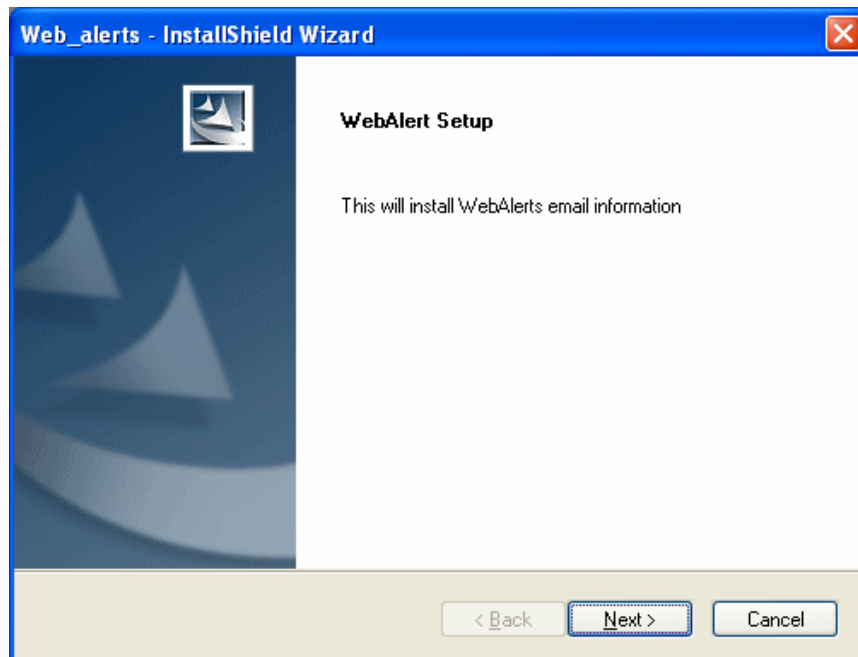 Web_alerts - InstallShield Wizard
WebAlert Setup
This will install WebAlerts email information
< Back Next > Cancel